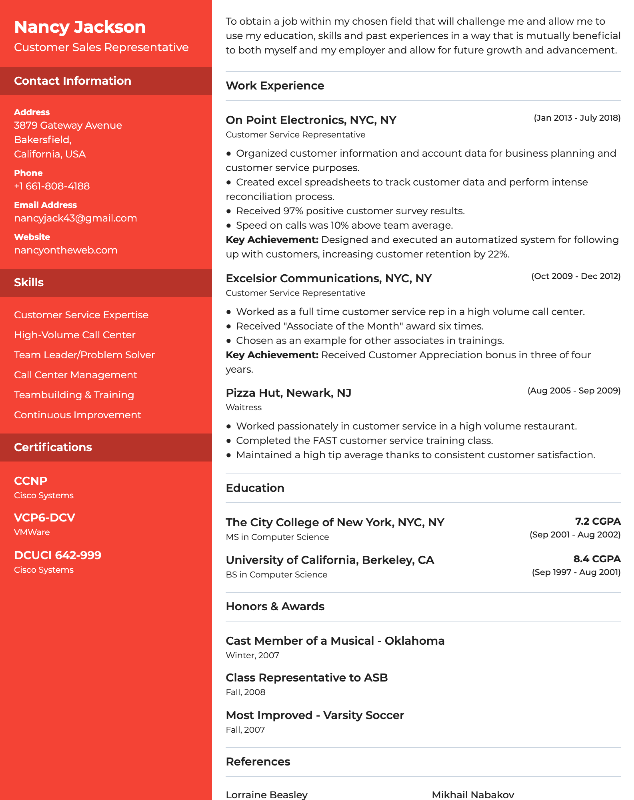 Nancy Jackson
Customer Sales Representative
Contact Information
Address
3879 Gateway Avenue
Bakersfield,
California, USA
Phone
+1 661-808-4188
Email Address
nancyjack43@gmail.com
Website
nancyontheweb.com
Skills
Customer Service Expertise
High-Volume Call Center
Team Leader/Problem Solver
Call Center Management
Teambuilding & Training
Continuous Improvement
Certifications
CCNP
Cisco Systems
VCP6-DCV
VMWare
DCUCI 642-999
Cisco Systems
To obtain a job within my chosen field that will challenge me and allow me to
use my education, skills and past experiences in a way that is mutually beneficial
to both myself and my employer and allow for future growth and advancement.
Work Experience
On Point Electronics, NYC, NY (Jan 2013 - July 2018)
Customer Service Representative
● Organized customer information and account data for business planning and
customer service purposes.
● Created excel spreadsheets to track customer data and perform intense
reconciliation process.
● Received 97% positive customer survey results.
● Speed on calls was 10% above team average.
Key Achievement: Designed and executed an automatized system for following
up with customers, increasing customer retention by 22%.
Excelsior Communications, NYC, NY (Oct 2009 - Dec 2012)
Customer Service Representative
● Worked as a full time customer service rep in a high volume call center.
● Received "Associate of the Month" award six times.
● Chosen as an example for other associates in trainings.
Key Achievement: Received Customer Appreciation bonus in three of four
years.
Pizza Hut, Newark, NJ (Aug 2005 - Sep 2009)
Waitress
● Worked passionately in customer service in a high volume restaurant.
● Completed the FAST customer service training class.
● Maintained a high tip average thanks to consistent customer satisfaction.
Education
The City College of New York, NYC, NY 7.2 CGPA
MS in Computer Science (Sep 2001 - Aug 2002)
University of California, Berkeley, CA 8.4 CGPA
BS in Computer Science (Sep 1997 - Aug 2001)
Honors & Awards
Cast Member of a Musical - Oklahoma
Winter, 2007
Class Representative to ASB
Fall, 2008
Most Improved - Varsity Soccer
Fall, 2007
References
Lorraine Beasley Mikhail Nabakov